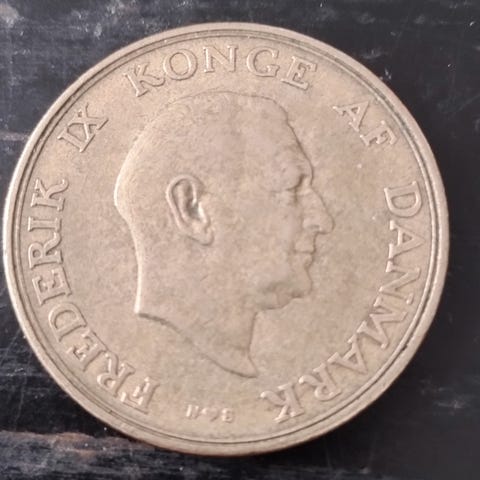 FREDERIK IX KONGE AF DANMARK